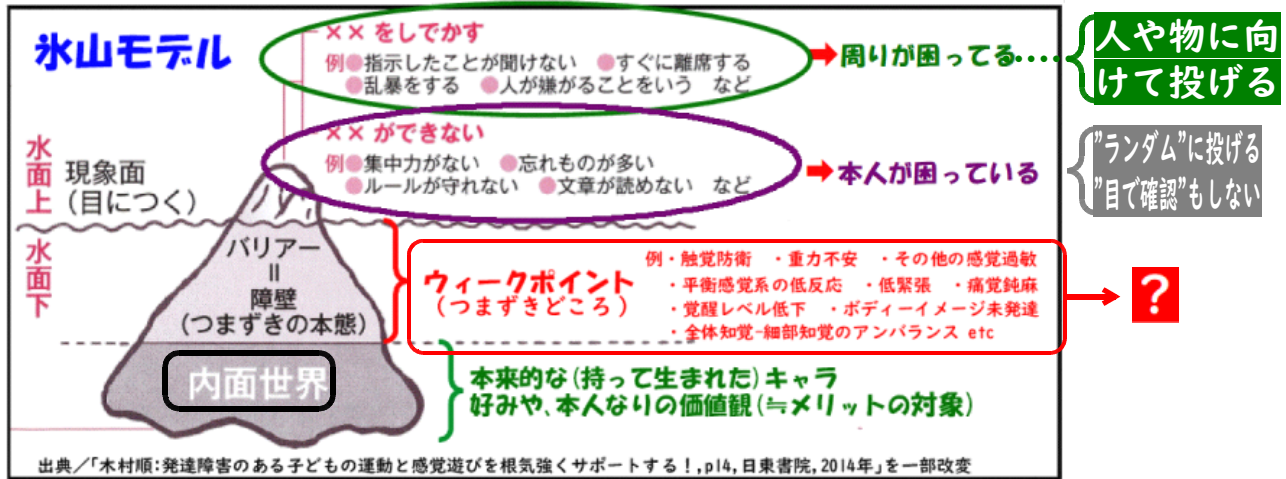 氷山モデル
××をしでかす
例●指示したことが聞けない ●すぐに離席する
●乱暴をする ●人が嫌がることをいう など
周りが困ってる……
人や物に向
けて投げる
××ができない
例●集中力がない ●忘れものが多い
●ルールが守れない ●文章が読めない など
本人が困っている
"ランダム"に投げる
"目で確認"もしない
水面上
現象面
(目につく)
水面下
バリアー
=
障壁
(つまずきの本態)
ウィークポイント
(つまずきどころ)
例・触覚防衛 ・重力不安 ・その他の感覚過敏
・平衡感覚系の低反応 ・低緊張 ・痛覚鈍麻
・覚醒レベル低下 ・ボディーイメージ未発達
・全体知覚-細部知覚のアンバランス etc
?
内面世界
本来的な(持って生まれた)キャラ
好みや、本人なりの価値観(≒メリットの対象)
出典/「木村順:発達障害のある子どもの運動と感覚遊びを根気強くサポートする!,p14,日東書院,2014年」を一部改変